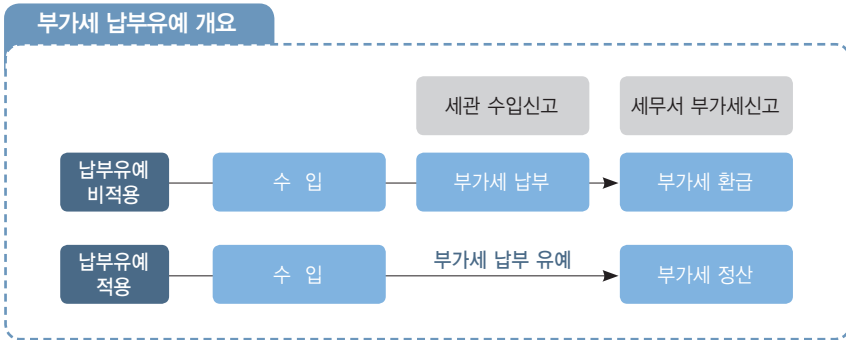 부가세 납부유예 개요
세관 수입신고
세무서 부가세신고
납부유예
비적용
수 입
부가세 납부
부가세 환급
납부유예
적용
수 입
부가세 납부 유예
부가세 정산